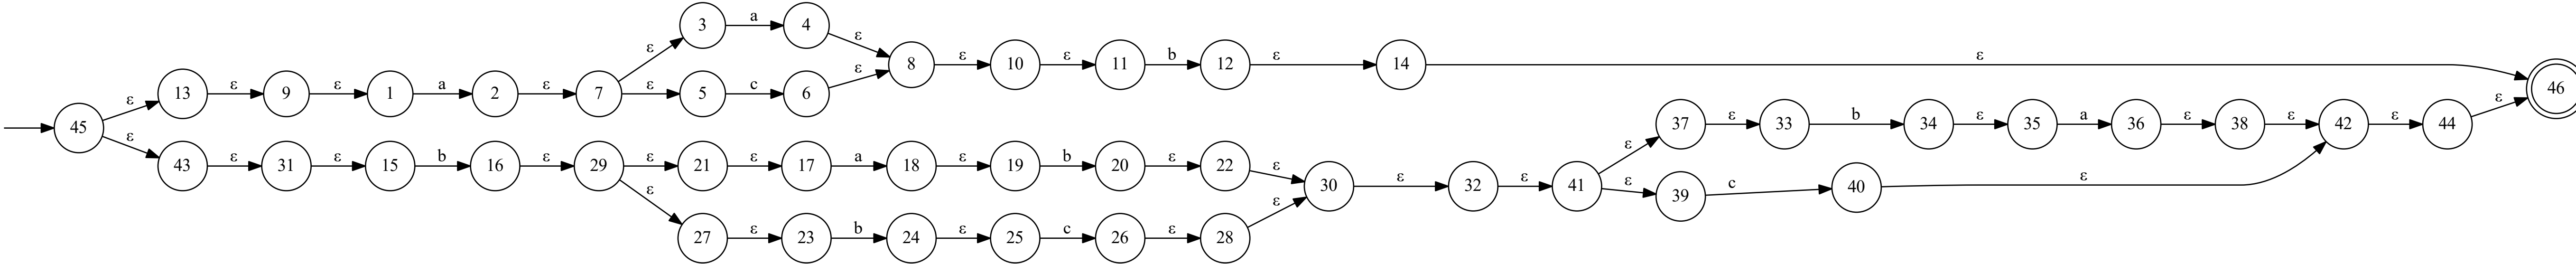 3 a 4
ε ε
8 ε 10 ε 11 b 12 ε 14 ε
ε 13 ε 9 ε 1 a 2 ε 7 ε 5 c 6 ε
46
45
37 ε 33 b 34 ε 35 a 36 ε 38 ε 42 ε 44 ε
ε 43 ε 31 ε 15 b 16 ε 29 ε 21 ε 17 a 18 ε 19 b 20 ε 22 ε
30 ε 32 ε 41 ε
ε 39 c 40 ε
ε 27 ε 23 b 24 ε 25 c 26 ε 28 ε